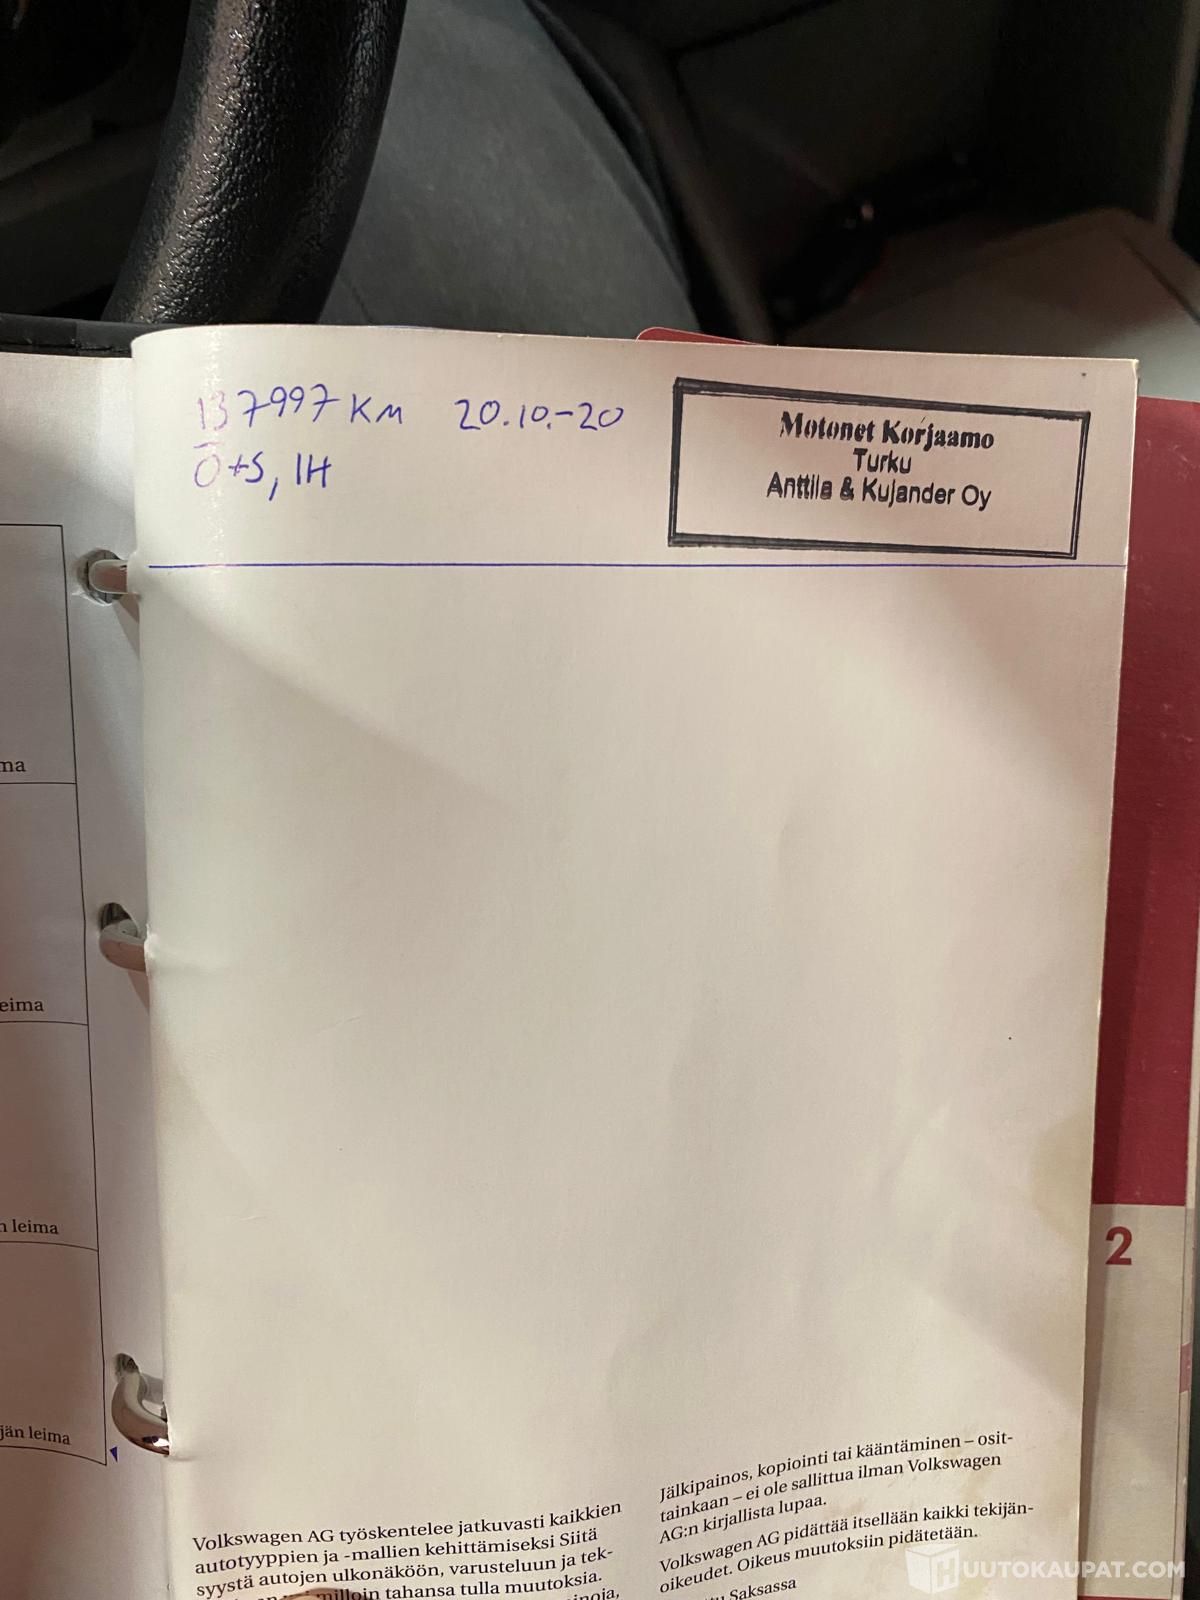 137997 KM 20.10.-20
Ö+S, IH
Motonet Korjaamo
Turku
Anttila & Kujander Oy
leima
jän leima
2
Volkswagen AG työskentelee jatkuvasti kaikkien
autotyyppien ja -mallien kehittämiseksi Siitä
syystä autojen ulkonäköön, varusteluun ja tek-
milloin tahansa tulla muutoksia.
Jälkipainos, kopiointi tai kääntäminen – osit-
tainkaan – ei ole sallittua ilman Volkswagen
AG:n kirjallista lupaa.
Volkswagen AG pidättää itsellään kaikki tekijän-
oikeudet. Oikeus muutoksiin pidätetään.
Saksassa
HUUTOKAUPAT.COM